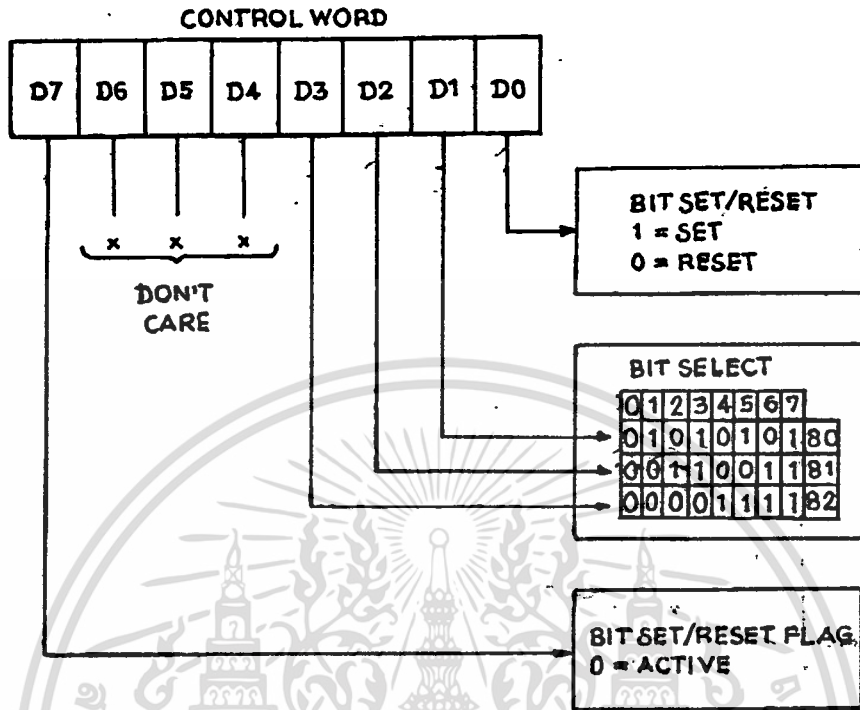 CONTROL WORD
D7 D6 D5 D4 D3 D2 D1 D0
BIT SET/RESET
1 = SET
0 = RESET
x x x
DON'T
CARE
BIT SELECT
0 1 2 3 4 5 6 7
0 1 0 1 0 1 0 1 80
0 0 1 1 0 0 1 1 81
0 0 0 0 1 1 1 1 82
BIT SET/RESET FLAG
0 = ACTIVE